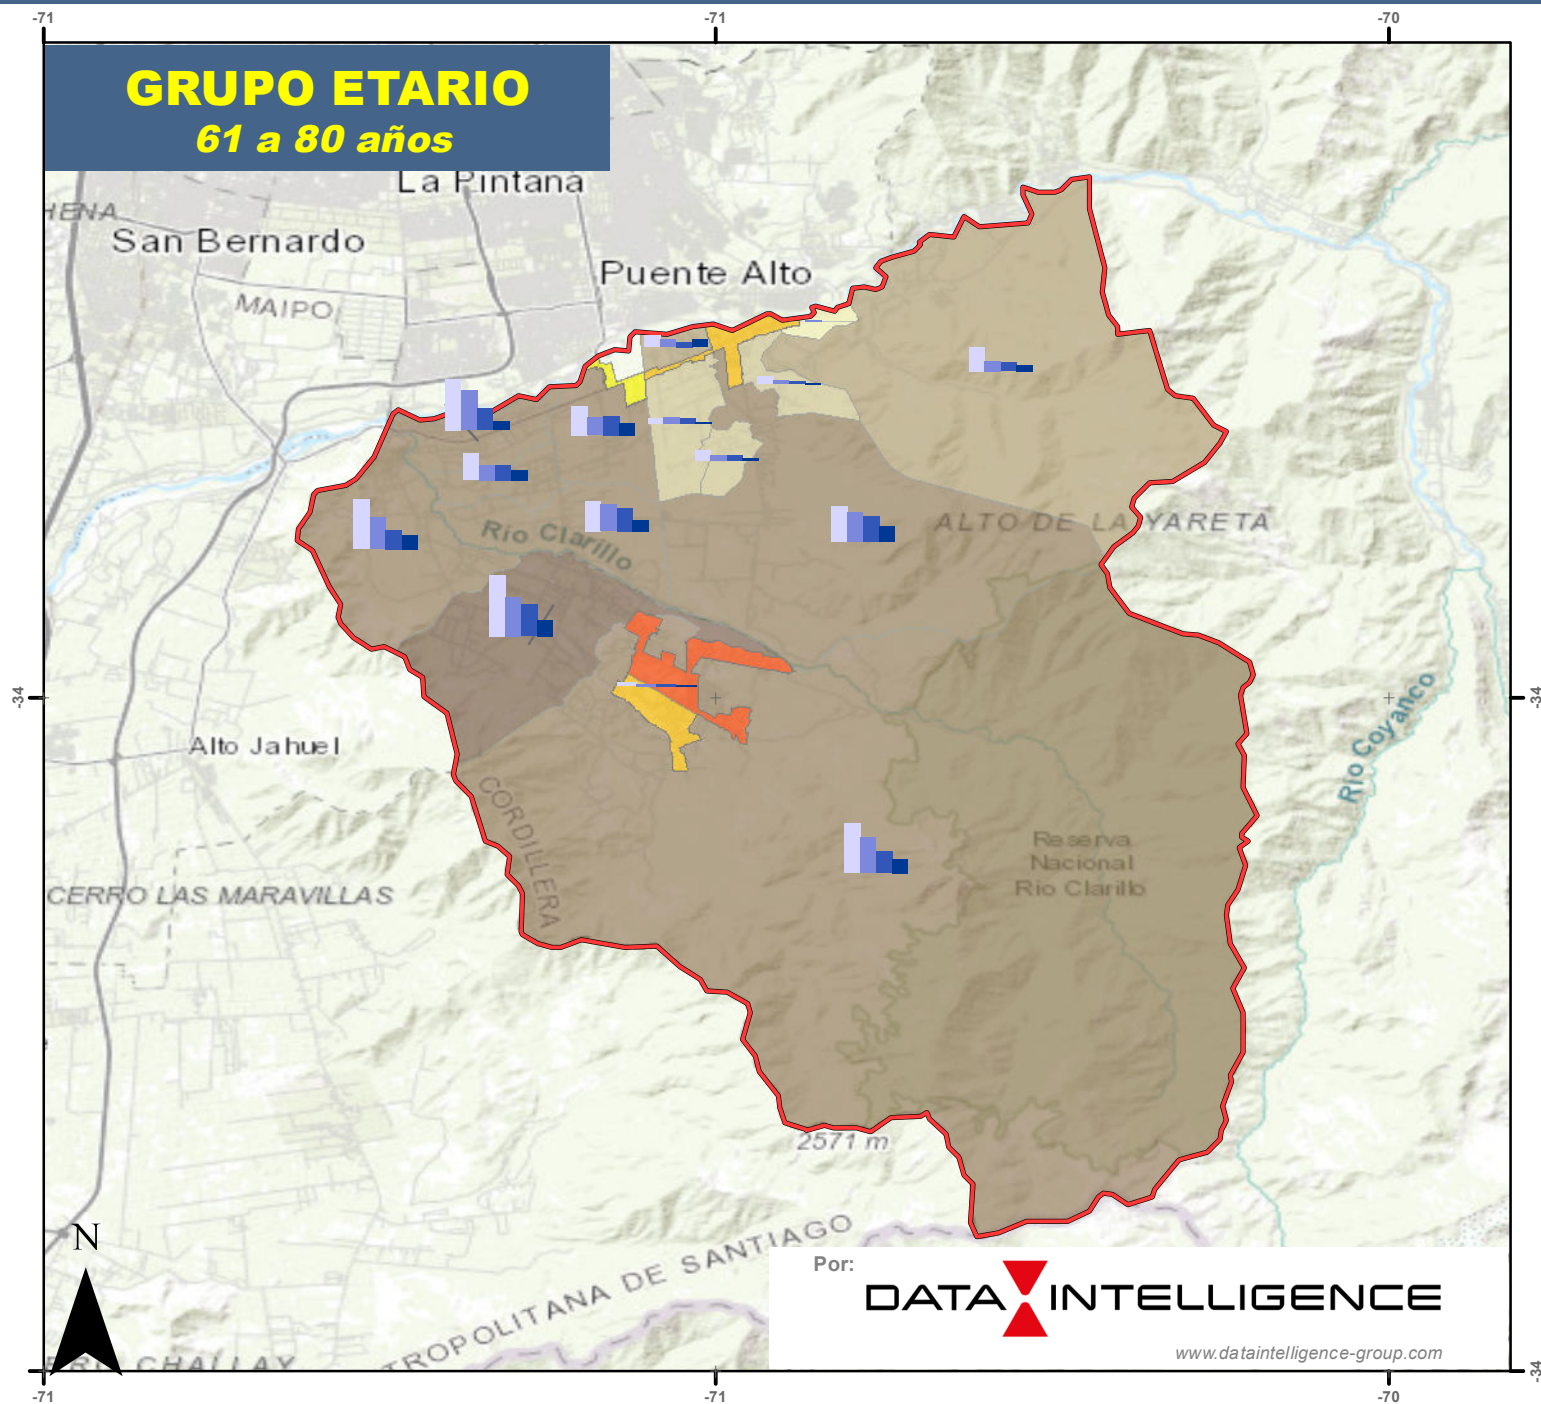 -71
-71
-70
GRUPO ETARIO
61 a 80 años
La Pintana
HENA
San Bernardo
Puente Alto
MAIPO
ALTO DE LA YARETA
Río Clarillo
-34
-34
Río Coyanco
Alto Jahuel
CORDILLERA
Reserva
Nacional
Río Clarillo
CERRO LAS MARAVILLAS
2571 m
N
TROPOLITANA DE SANTIAGO
Por:
DATA INTELLIGENCE
www.dataintelligence-group.com
CHALLAY
-34
-71
-71
-70